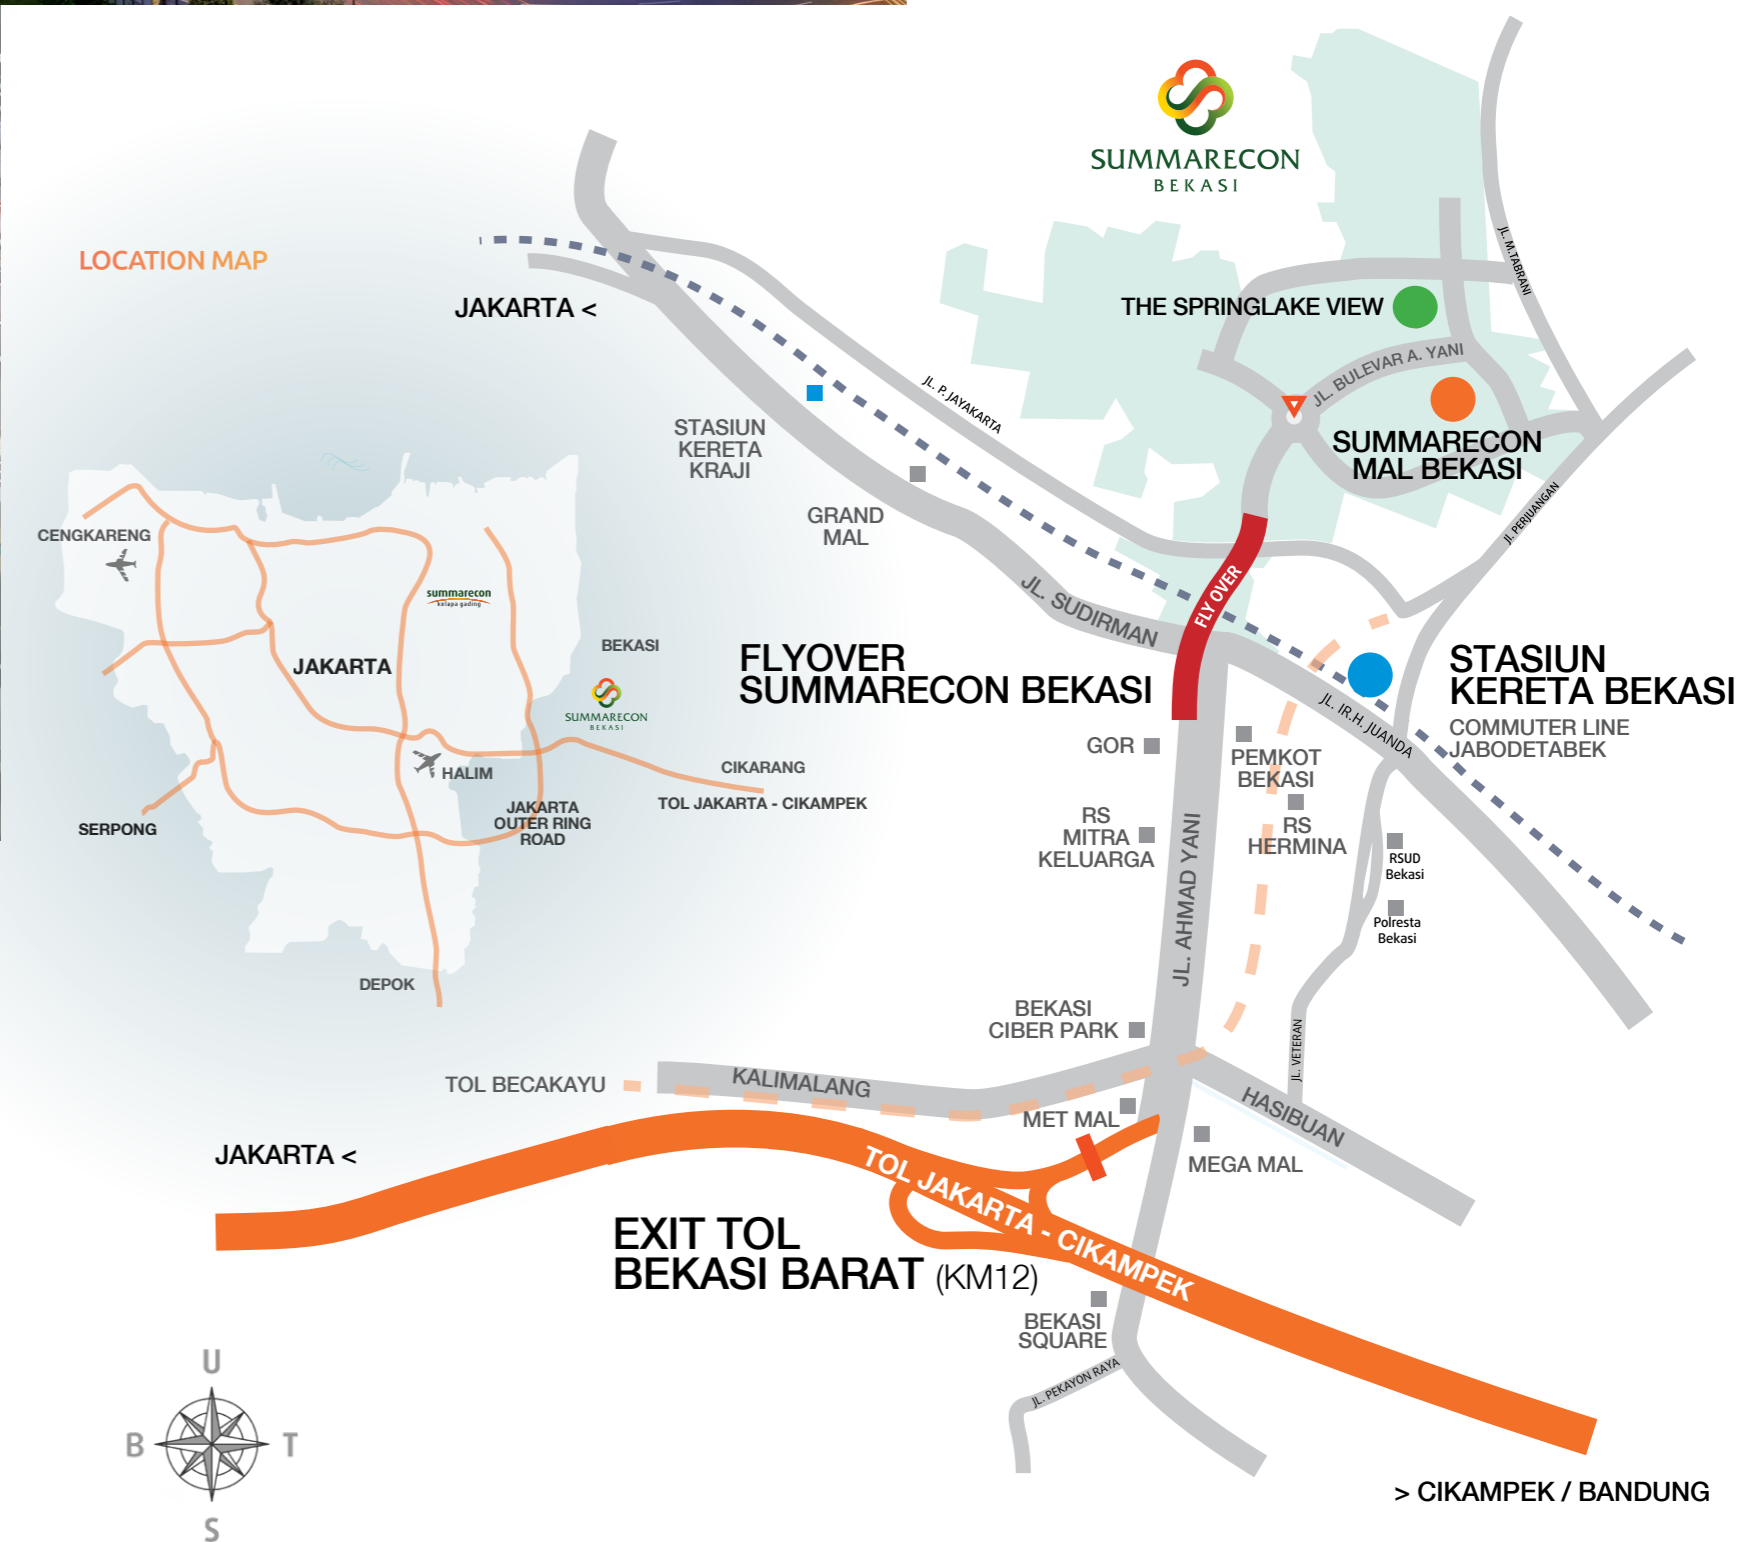 SUMMARECON
BEKASI
LOCATION MAP
JAKARTA <
THE SPRINGLAKE VIEW
JL. M.TABRANI
JL. BULEVAR A. YANI
JL. P. JAYAKARTA
SUMMARECON
MAL BEKASI
STASIUN
KERETA
KRAJI
GRAND
MAL
JL. PERJUANGAN
JL. SUDIRMAN
FLY OVER
FLYOVER
SUMMARECON BEKASI
STASIUN
KERETA BEKASI
COMMUTER LINE
JABODETABEK
JL. IR.H. JUANDA
CENGKARENG
summarecon
kelapa gading
JAKARTA
BEKASI
SUMMARECON
BEKASI
HALIM
CIKARANG
TOL JAKARTA - CIKAMPEK
JAKARTA
OUTER RING
ROAD
SERPONG
DEPOK
GOR
PEMKOT
BEKASI
RS
MITRA
KELUARGA
RS
HERMINA
RSUD
Bekasi
Polresta
Bekasi
JL. AHMAD YANI
BEKASI
CIBER PARK
JL. VETERAN
TOL BECAKAYU
KALIMALANG
HASIBUAN
MET MAL
MEGA MAL
JAKARTA <
TOL JAKARTA - CIKAMPEK
EXIT TOL
BEKASI BARAT (KM12)
BEKASI
SQUARE
JL. PEKAYON RAYA
U
B
T
S
> CIKAMPEK / BANDUNG